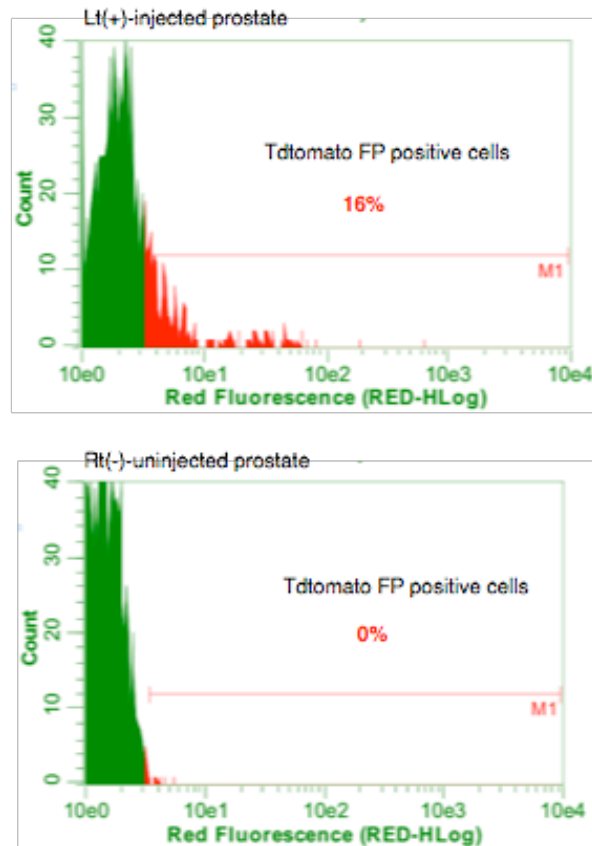 Lt(+)-injected prostate
40
30
20
10
0
Count
Tdtomato FP positive cells
16%
M1
10e0 10e1 10e2 10e3 10e4
Red Fluorescence (RED-HLog)
Rt(-)-uninjected prostate
40
30
20
10
0
Count
Tdtomato FP positive cells
0%
M1
10e0 10e1 10e2 10e3 10e4
Red Fluorescence (RED-HLog)